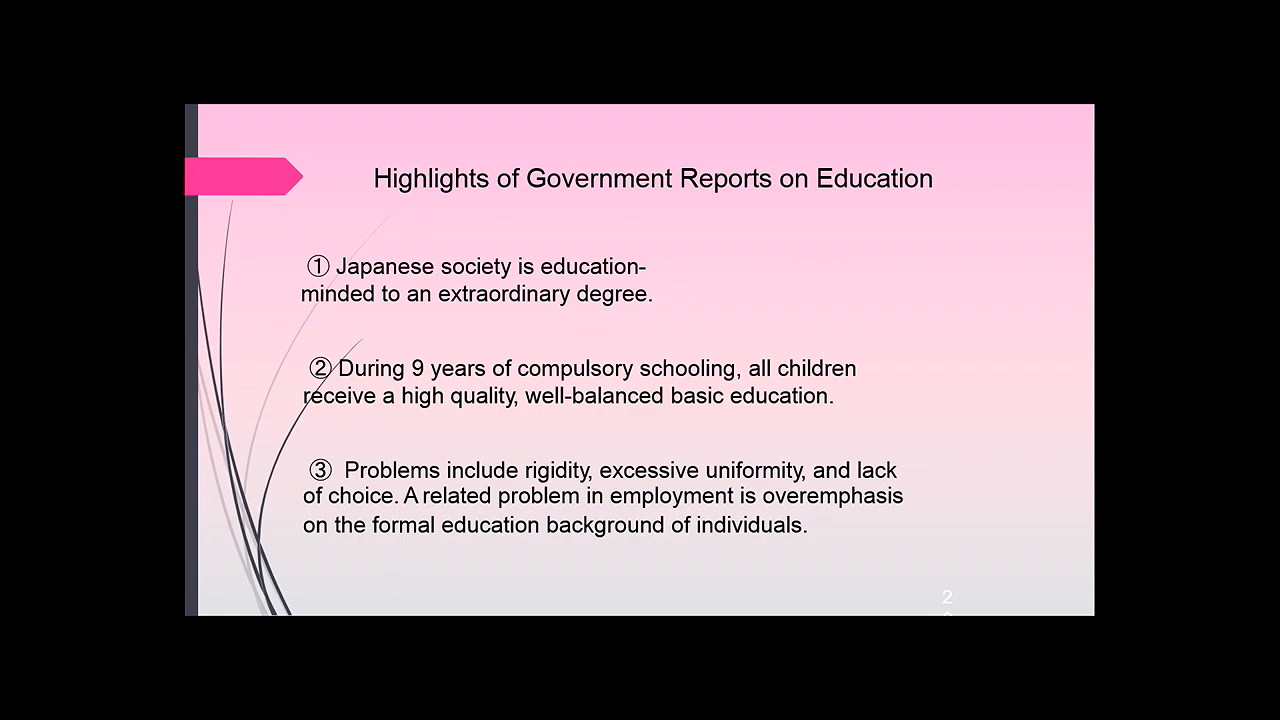 Highlights of Government Reports on Education
① Japanese society is education-
minded to an extraordinary degree.
② During 9 years of compulsory schooling, all children
receive a high quality, well-balanced basic education.
③ Problems include rigidity, excessive uniformity, and lack
of choice. A related problem in employment is overemphasis
on the formal education background of individuals.
2